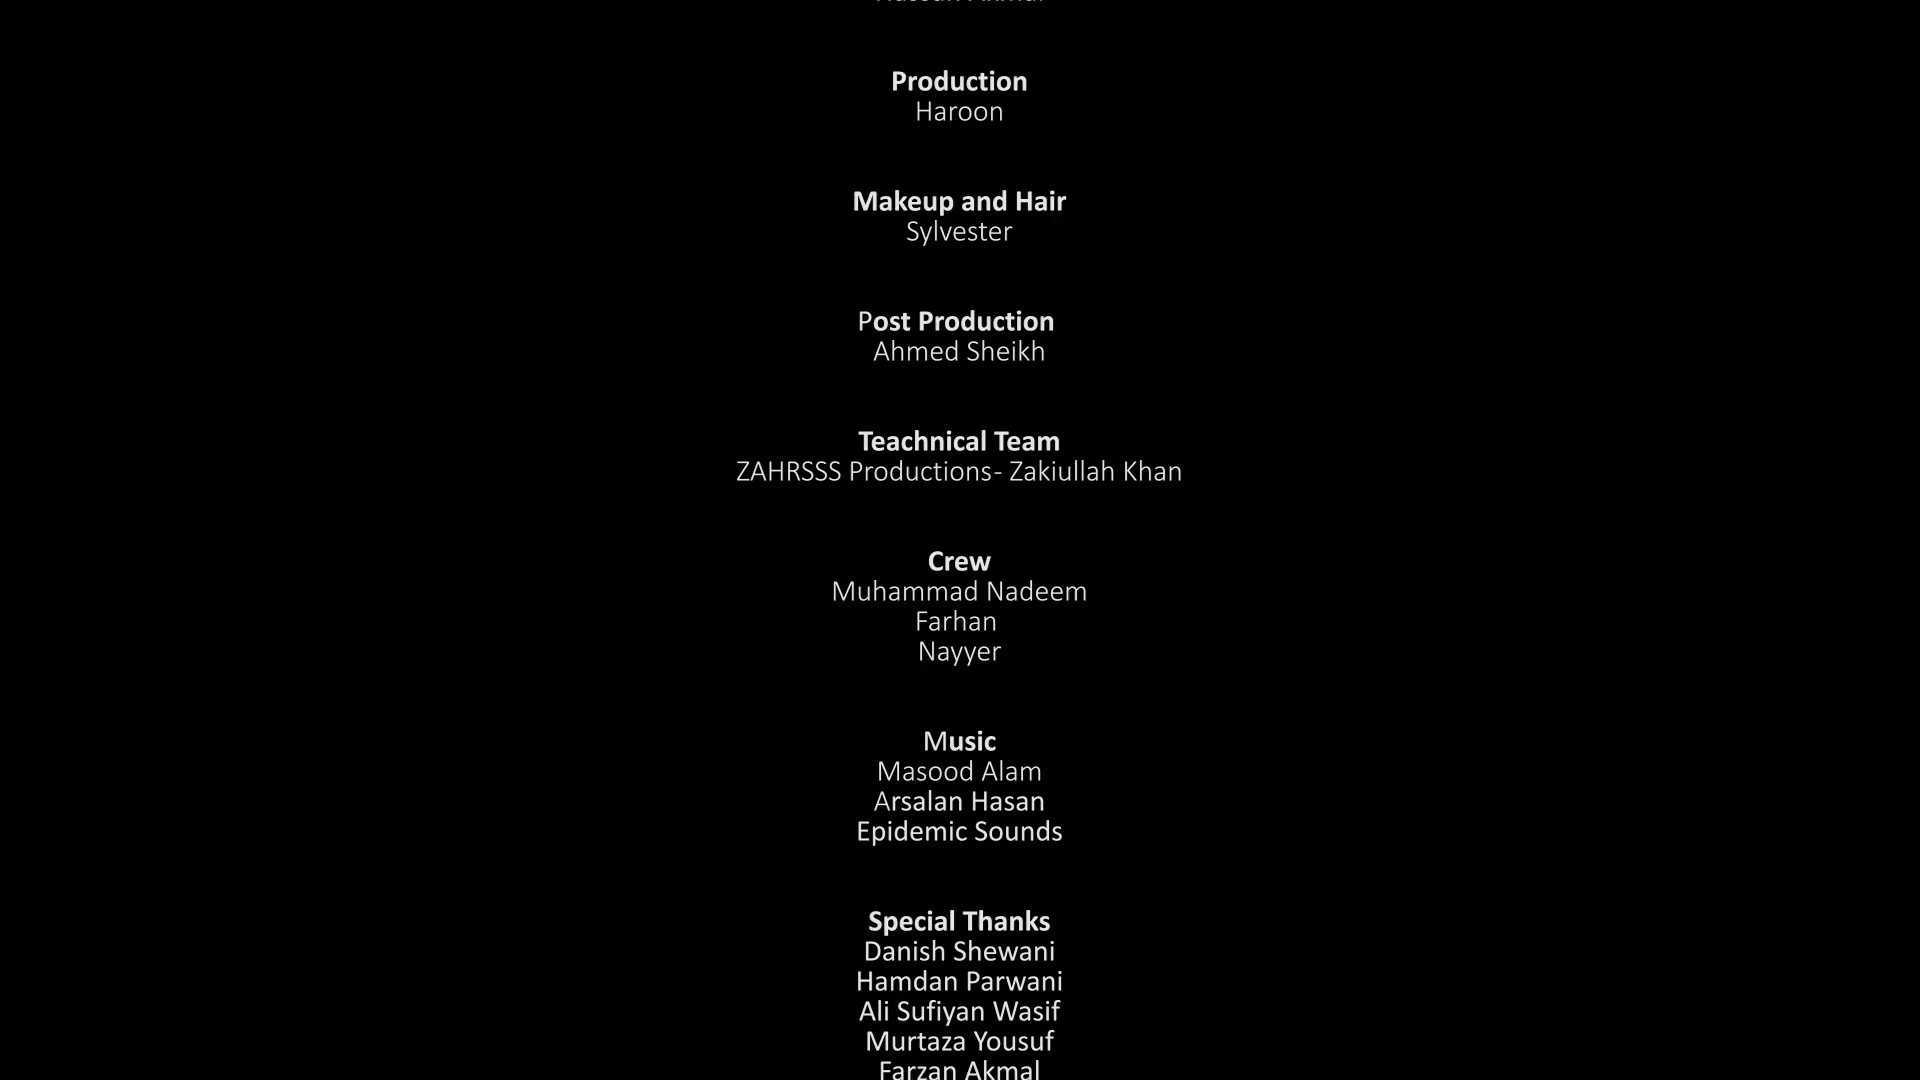 Production
Haroon
Makeup and Hair
Sylvester
Post Production
Ahmed Sheikh
Teachnical Team
ZAHRSSS Productions- Zakiullah Khan
Crew
Muhammad Nadeem
Farhan
Nayyer
Music
Masood Alam
Arsalan Hasan
Epidemic Sounds
Special Thanks
Danish Shewani
Hamdan Parwani
Ali Sufiyan Wasif
Murtaza Yousuf
Farzan Akmal